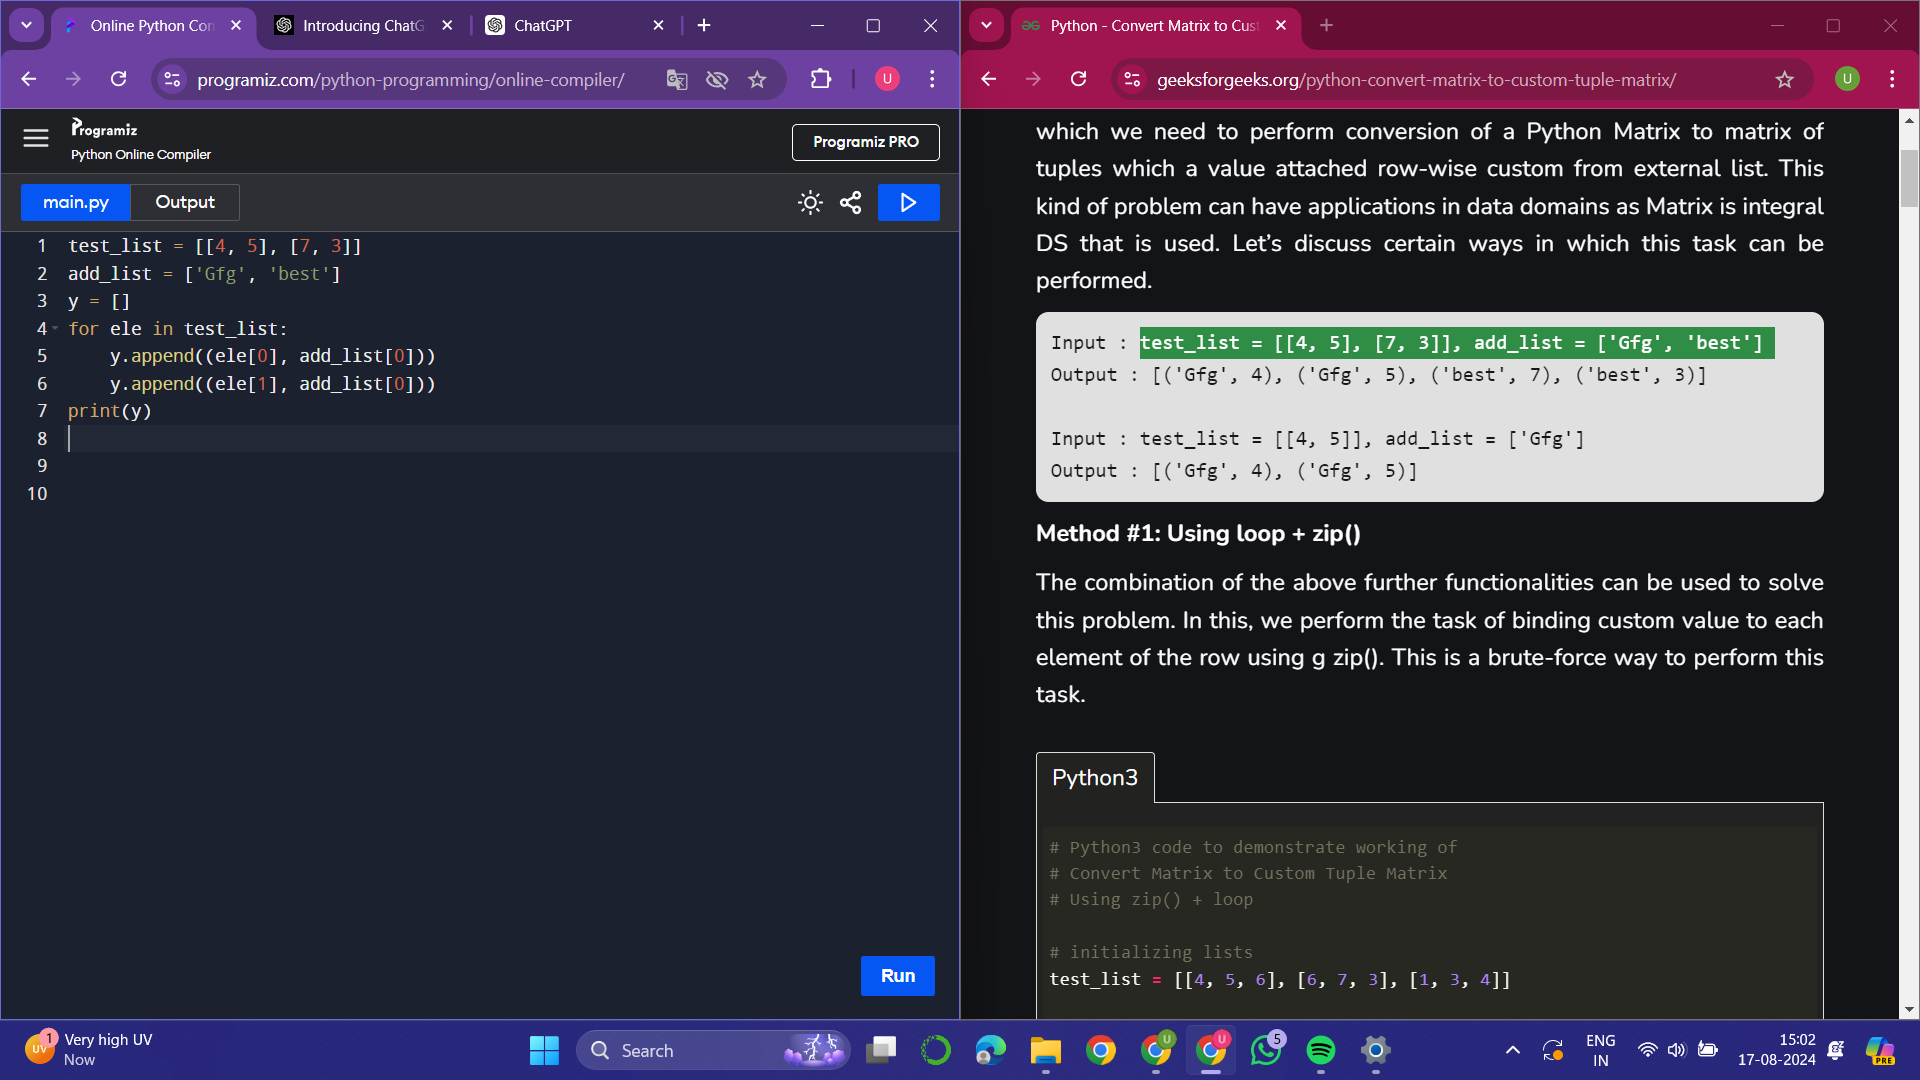 Online Python Con
Introducing ChatG
ChatGPT
programiz.com/python-programming/online-compiler/
U
Programiz
Python Online Compiler
Programiz PRO
main.py
Output
1 test_list = [[4, 5], [7, 3]]
2 add_list = ['Gfg', 'best']
3 y = []
4 for ele in test_list:
5     y.append((ele[0], add_list[0]))
6     y.append((ele[1], add_list[0]))
7 print(y)
8
9
10
Run
Python - Convert Matrix to Cus
geeksforgeeks.org/python-convert-matrix-to-custom-tuple-matrix/
U
which we need to perform conversion of a Python Matrix to matrix of
tuples which a value attached row-wise custom from external list. This
kind of problem can have applications in data domains as Matrix is integral
DS that is used. Let’s discuss certain ways in which this task can be
performed.
Input : test_list = [[4, 5], [7, 3]], add_list = ['Gfg', 'best']
Output : [('Gfg', 4), ('Gfg', 5), ('best', 7), ('best', 3)]
Input : test_list = [[4, 5]], add_list = ['Gfg']
Output : [('Gfg', 4), ('Gfg', 5)]
Method #1: Using loop + zip()
The combination of the above further functionalities can be used to solve
this problem. In this, we perform the task of binding custom value to each
element of the row using g zip(). This is a brute-force way to perform this
task.
Python3
# Python3 code to demonstrate working of
# Convert Matrix to Custom Tuple Matrix
# Using zip() + loop
# initializing lists
test_list = [[4, 5, 6], [6, 7, 3], [1, 3, 4]]
UV
1
Very high UV
Now
Search
U
U
5
ENG
IN
15:02
17-08-2024
PRE